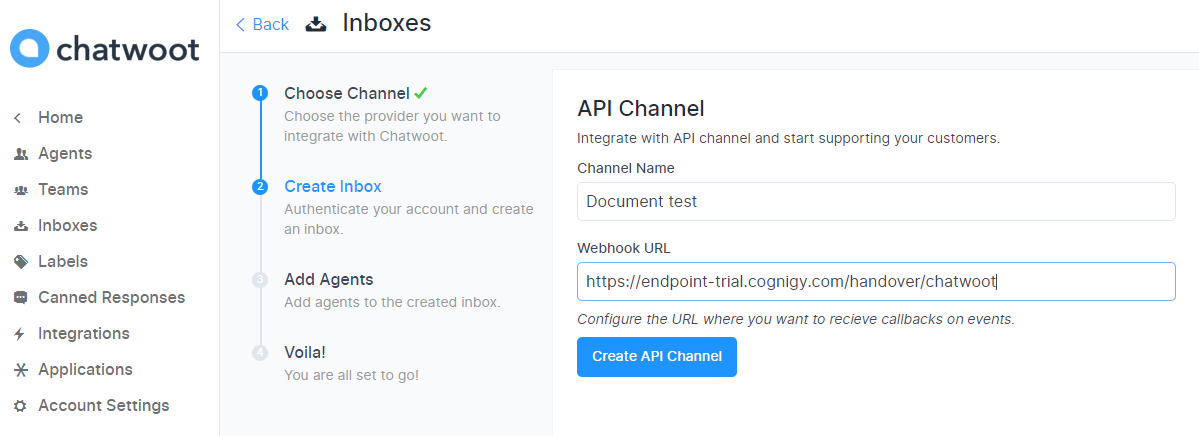 chatwoot
Home
Agents
Teams
Inboxes
Labels
Canned Responses
Integrations
Applications
Account Settings
Back
Inboxes
1
Choose Channel
Choose the provider you want to
integrate with Chatwoot.
2
Create Inbox
Authenticate your account and create
an inbox.
3
Add Agents
Add agents to the created inbox.
4
Voila!
You are all set to go!
API Channel
Integrate with API channel and start supporting your customers.
Channel Name
Document test
Webhook URL
https://endpoint-trial.cognigy.com/handover/chatwoot
Configure the URL where you want to recieve callbacks on events.
Create API Channel